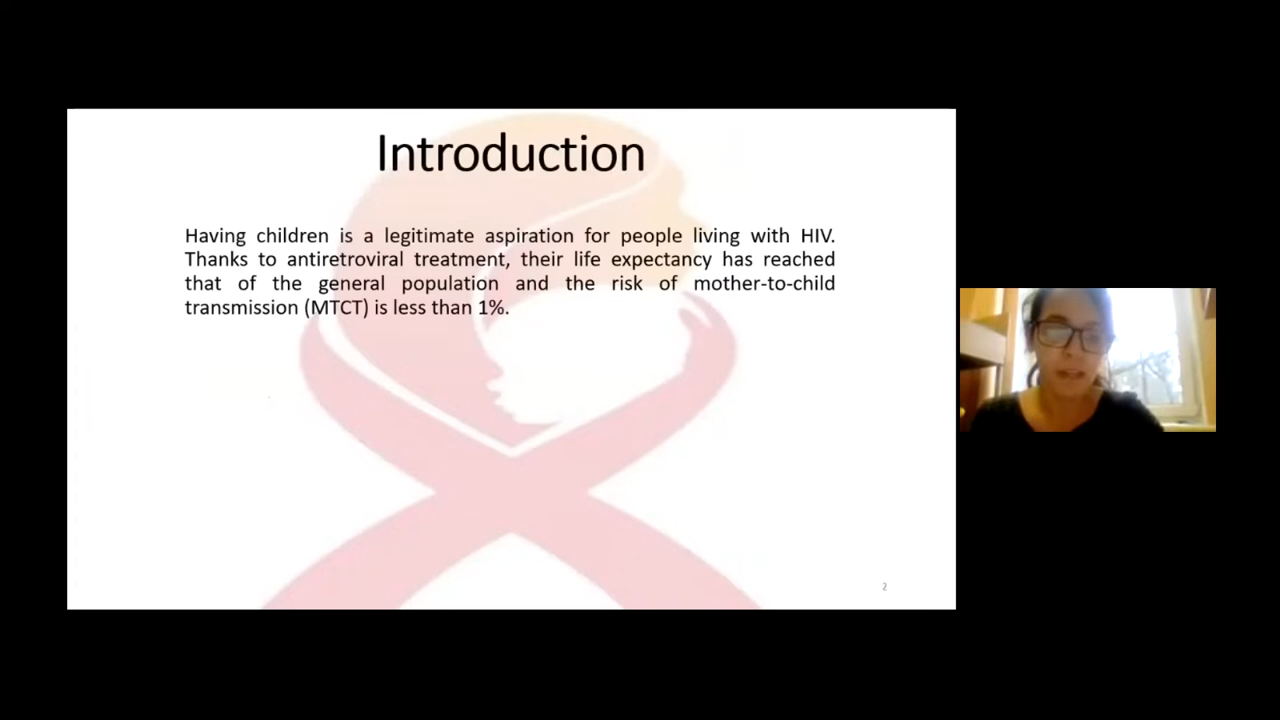 Introduction
Having children is a legitimate aspiration for people living with HIV.
Thanks to antiretroviral treatment, their life expectancy has reached
that of the general population and the risk of mother-to-child
transmission (MTCT) is less than 1%.
2